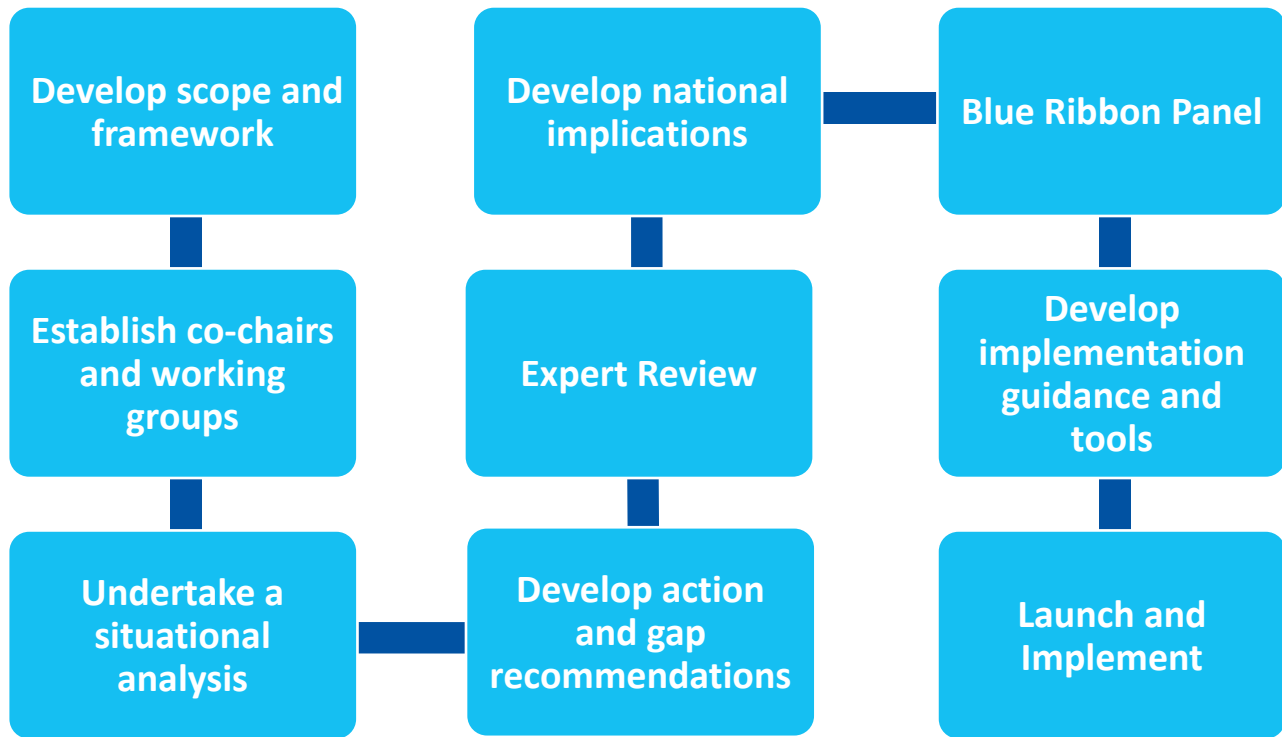 Develop scope and
framework
Establish co-chairs
and working
groups
Undertake a
situational
analysis
Develop action
and gap
recommendations
Expert Review
Develop national
implications
Blue Ribbon Panel
Develop
implementation
guidance and
tools
Launch and
Implement